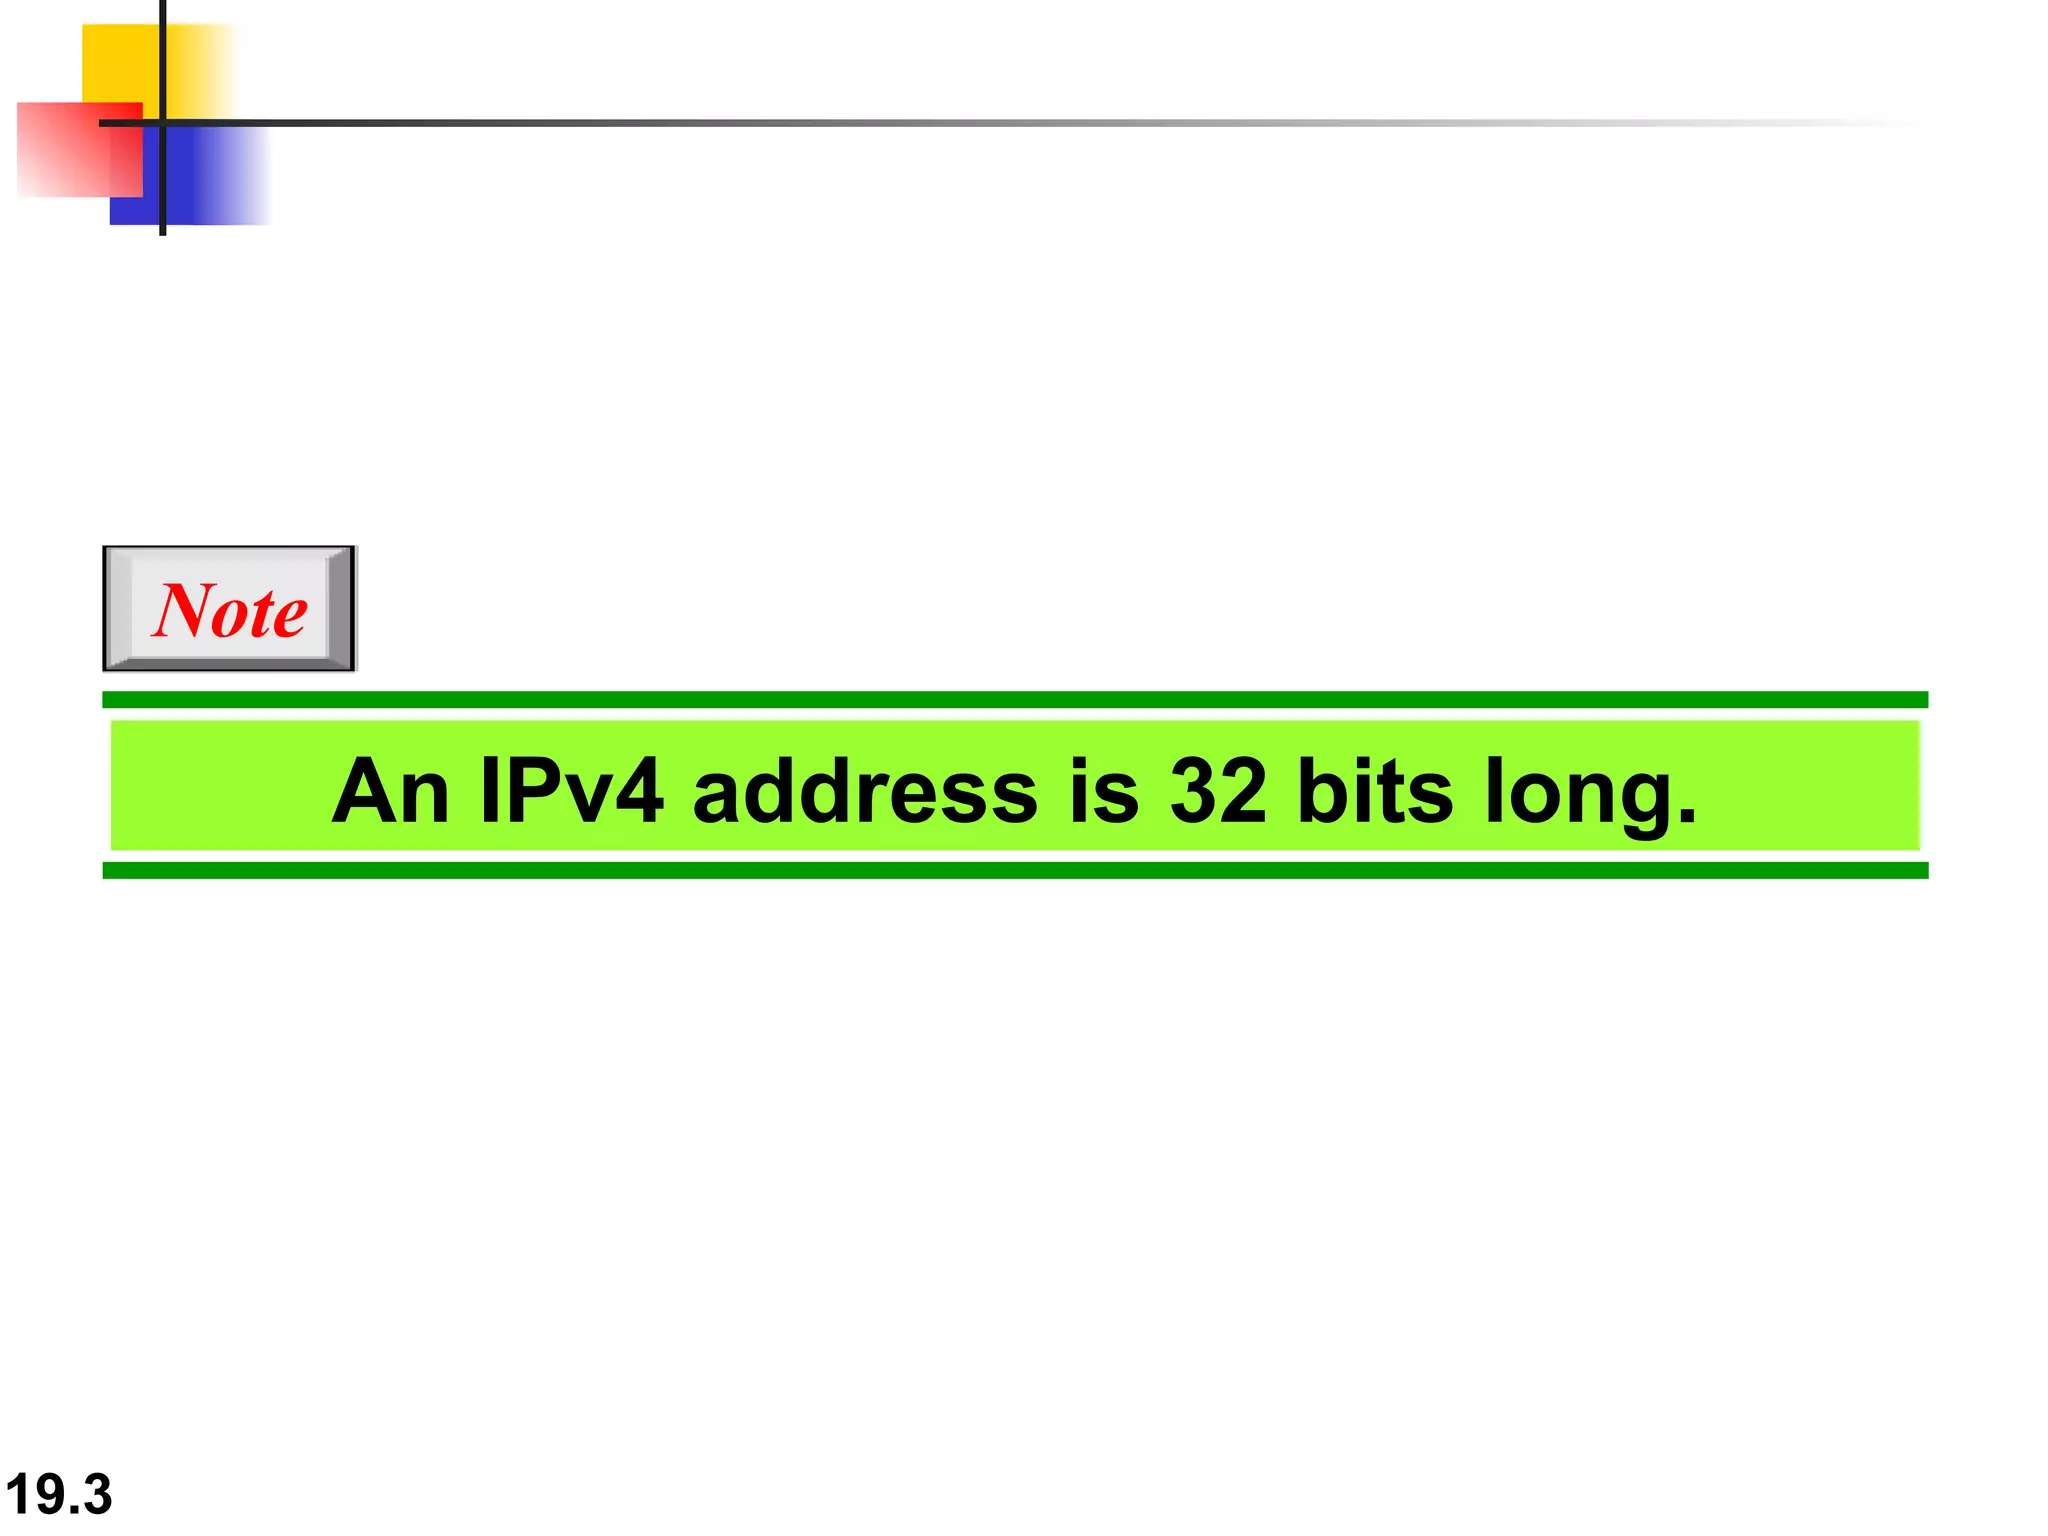 Note
An IPv4 address is 32 bits long.
19.3